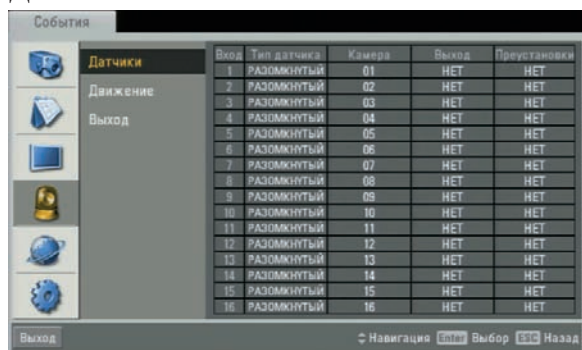 События
Датчики
Движение
Выход
Вход Тип датчика Камера Выход Преустановки
1 РАЗОМКНУТЫЙ 01 НЕТ НЕТ
2 РАЗОМКНУТЫЙ 02 НЕТ НЕТ
3 РАЗОМКНУТЫЙ 03 НЕТ НЕТ
4 РАЗОМКНУТЫЙ 04 НЕТ НЕТ
5 РАЗОМКНУТЫЙ 05 НЕТ НЕТ
6 РАЗОМКНУТЫЙ 06 НЕТ НЕТ
7 РАЗОМКНУТЫЙ 07 НЕТ НЕТ
8 РАЗОМКНУТЫЙ 08 НЕТ НЕТ
9 РАЗОМКНУТЫЙ 09 НЕТ НЕТ
10 РАЗОМКНУТЫЙ 10 НЕТ НЕТ
11 РАЗОМКНУТЫЙ 11 НЕТ НЕТ
12 РАЗОМКНУТЫЙ 12 НЕТ НЕТ
13 РАЗОМКНУТЫЙ 13 НЕТ НЕТ
14 РАЗОМКНУТЫЙ 14 НЕТ НЕТ
15 РАЗОМКНУТЫЙ 15 НЕТ НЕТ
16 РАЗОМКНУТЫЙ 16 НЕТ НЕТ
Выход Навигация Enter Выбор ESC Назад